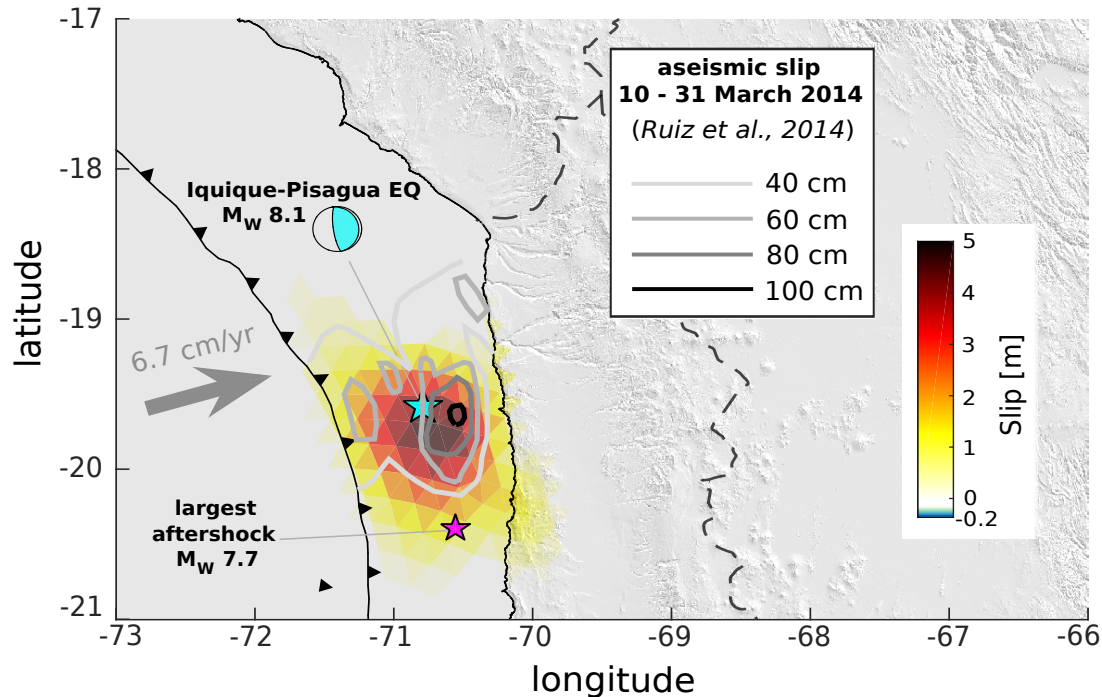 -17
-18
-19
-20
-21
latitude
-73
-72
-71
-70
-69
-68
-67
-66
longitude
Iquique-Pisagua EQ
MW 8.1
6.7 cm/yr
largest
aftershock
MW 7.7
aseismic slip
10 - 31 March 2014
(Ruiz et al., 2014)
40 cm
60 cm
80 cm
100 cm
5
4
3
2
1
0
-0.2
Slip [m]